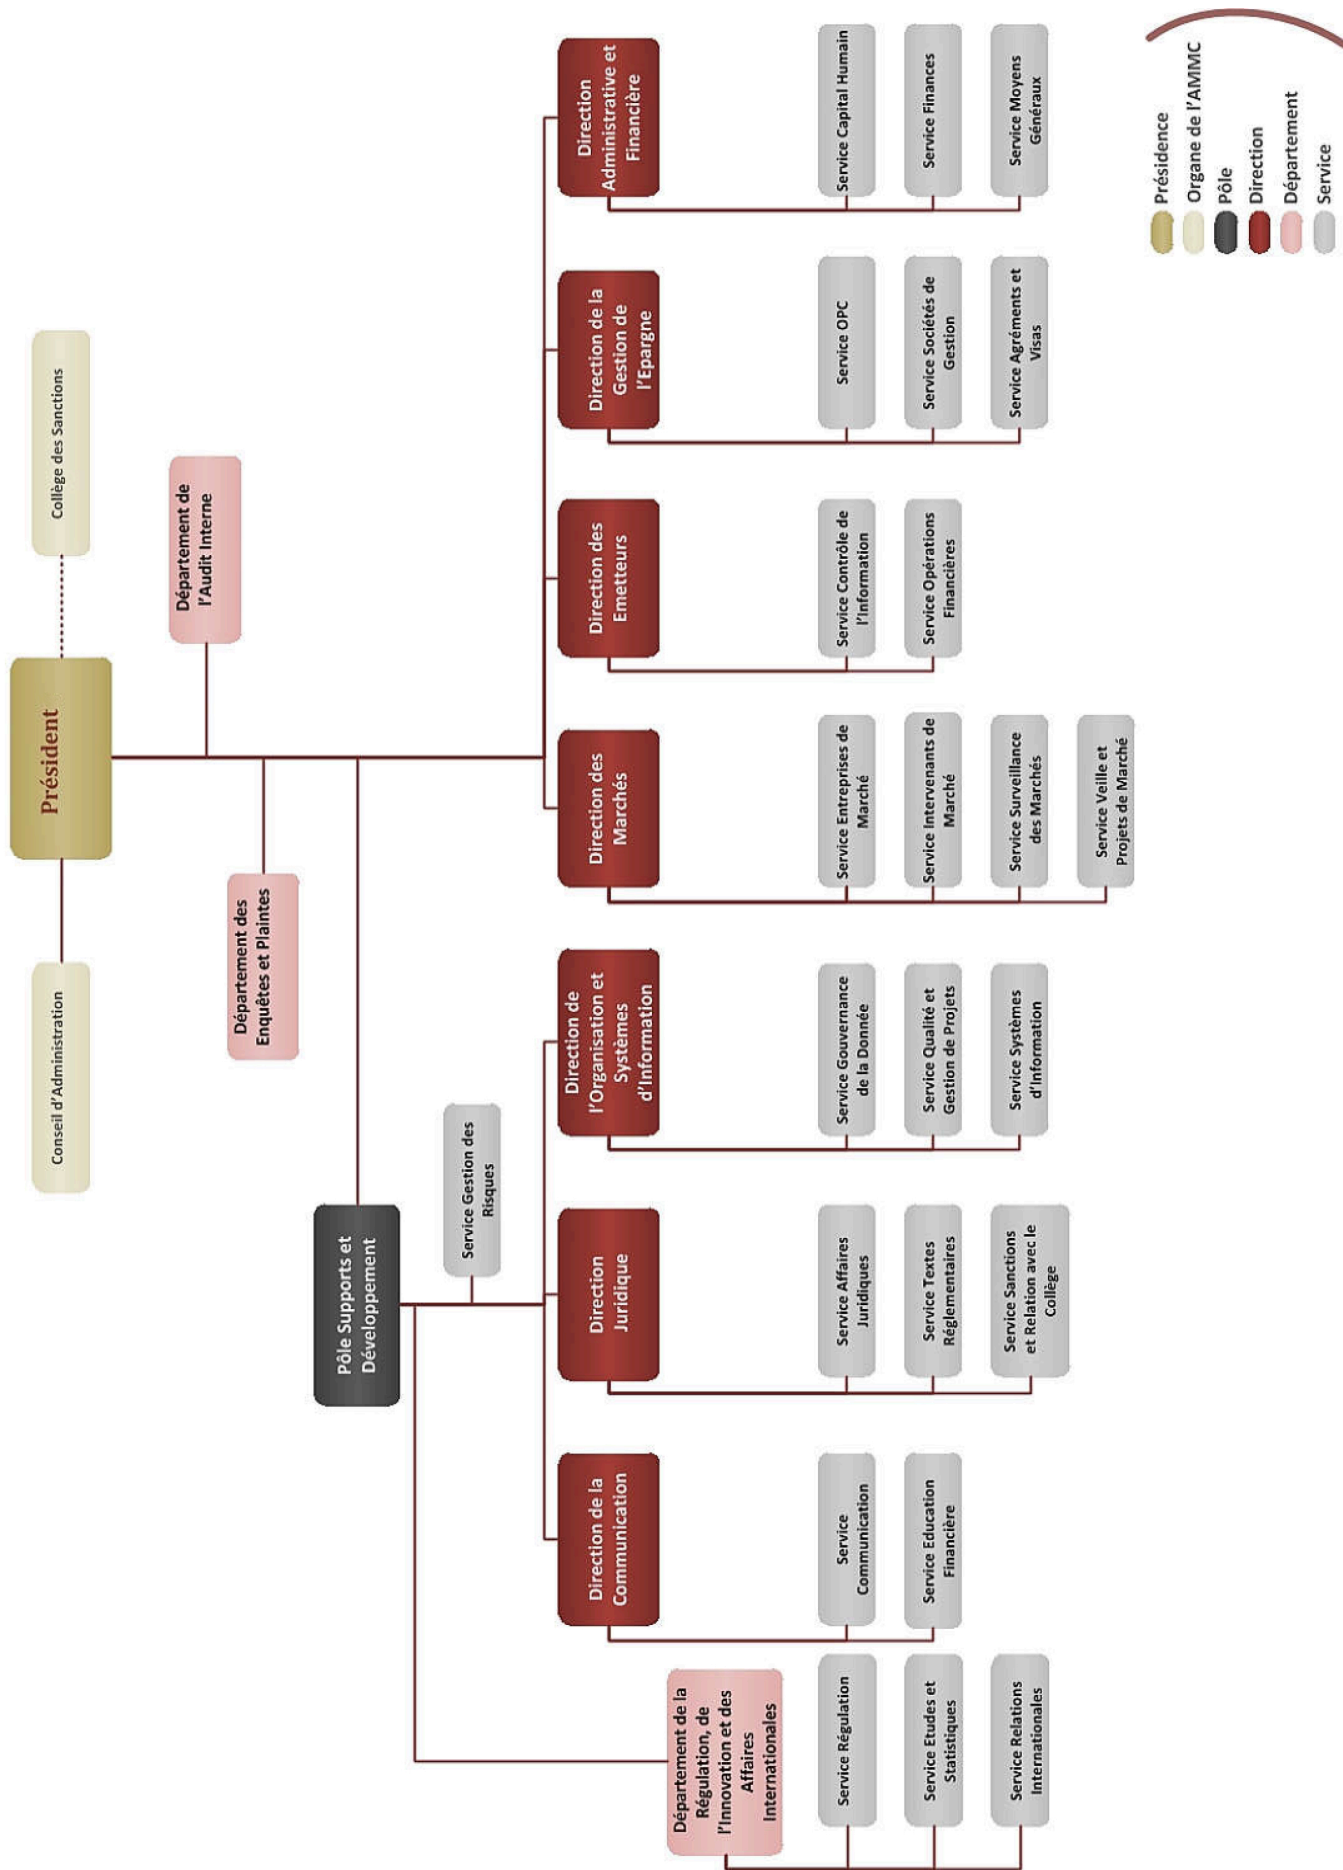 Conseil d'Administration
Président
Collège des Sanctions
Département de
l'Audit Interne
Département des
Enquêtes et Plaintes
Pôle Supports et
Développement
Service Gestion des
Risques
Direction de la
Communication
Direction
Juridique
Direction de
l'Organisation et
Systèmes
d'Information
Direction des
Marchés
Direction des
Emetteurs
Direction de la
Gestion de
l'Epargne
Direction
Administrative et
Financière
Département de la
Régulation, de
l'Innovation et des
Affaires
Internationales
Service Régulation
Service Etudes et
Statistiques
Service Relations
Internationales
Service
Communication
Service Education
Financière
Service Affaires
Juridiques
Service Textes
Réglementaires
Service Sanctions
et Relation avec le
Collège
Service Gouvernance
de la Donnée
Service Qualité et
Gestion de Projets
Service Systèmes
d'Information
Service Entreprises de
Marché
Service Intervenants de
Marché
Service Surveillance
des Marchés
Service Veille et
Projets de Marché
Service Contrôle de
l'Information
Service Opérations
Financières
Service OPC
Service Sociétés de
Gestion
Service Agréments et
Visas
Service Capital Humain
Service Finances
Service Moyens
Généraux
Présidence
Organe de l'AMMC
Pôle
Direction
Département
Service